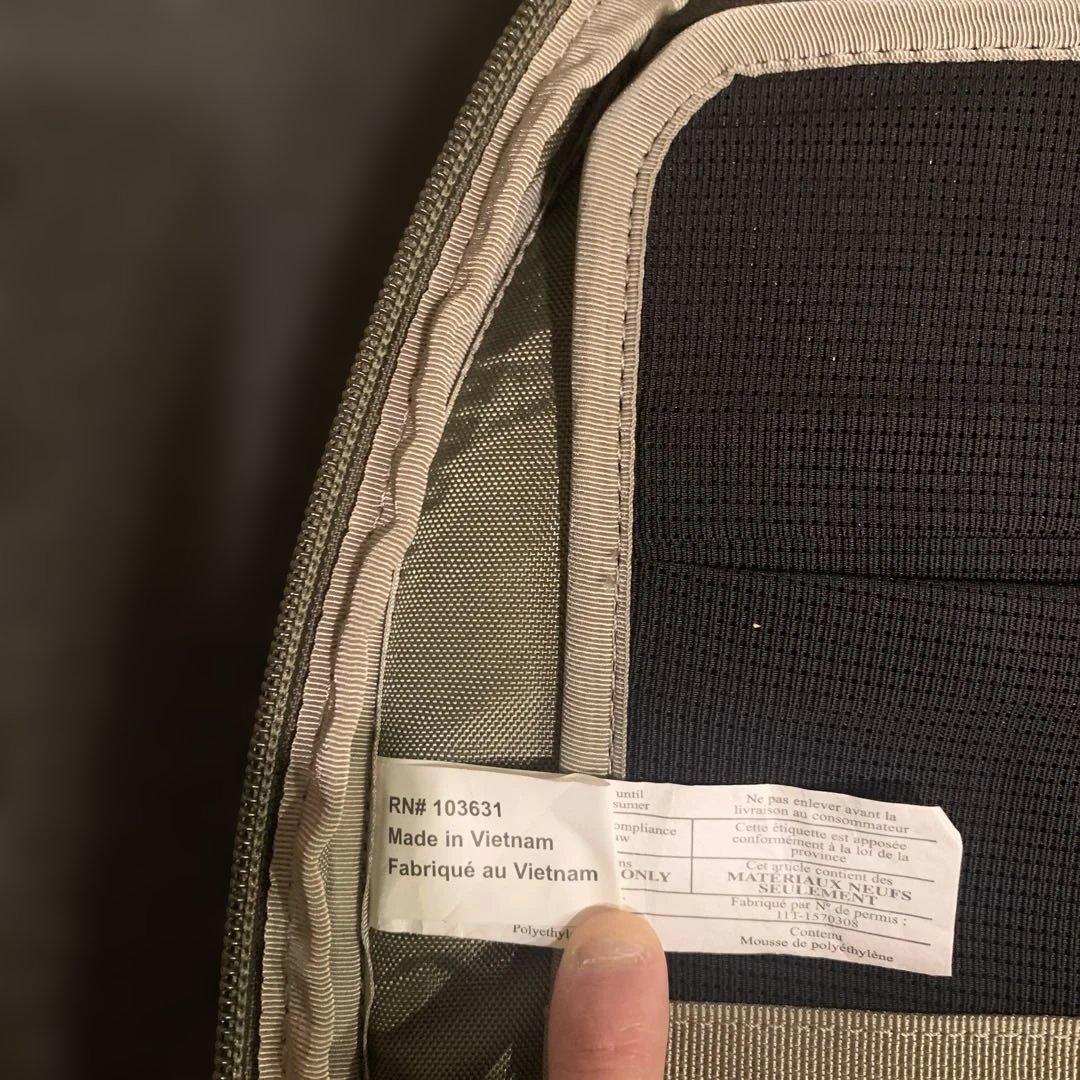 RN# 103631
Made in Vietnam
Fabriqué au Vietnam
until
sumer
ompliance
aw
ns
ONLY
Polyethyl
Ne pas enlever avant la
livraison au consommateur
Cette étiquette est apposée
conformément à la loi de la
province
Cet article contient des
MATÉRIAUX NEUFS
SEULEMENT
Fabriqué par Nº de permis :
11T-1570308
Contenu
Mousse de polyéthylène